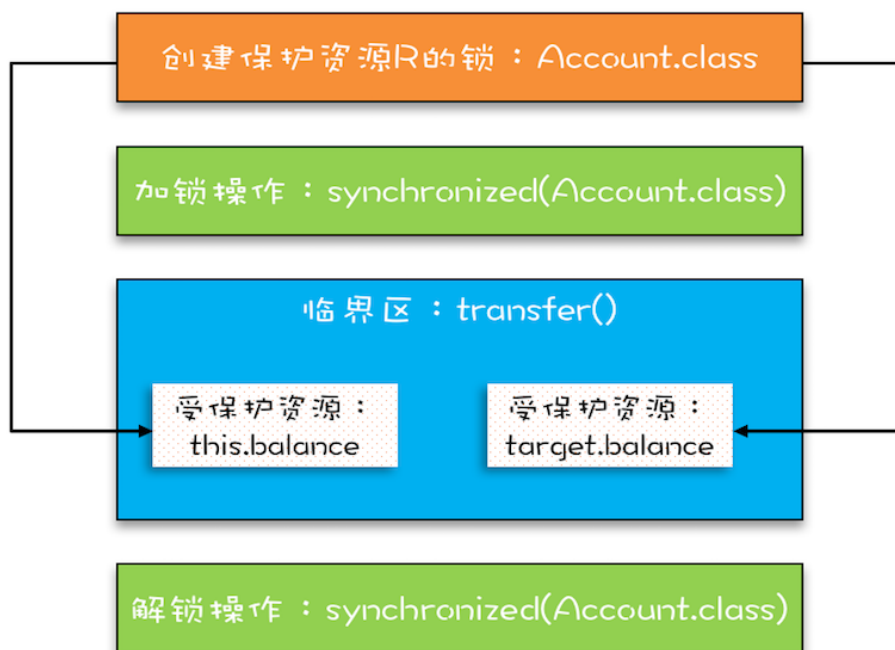 创建保护资源R的锁：Account.class
加锁操作：synchronized(Account.class)
临界区：transfer()
受保护资源：
this.balance
受保护资源：
target.balance
解锁操作：synchronized(Account.class)